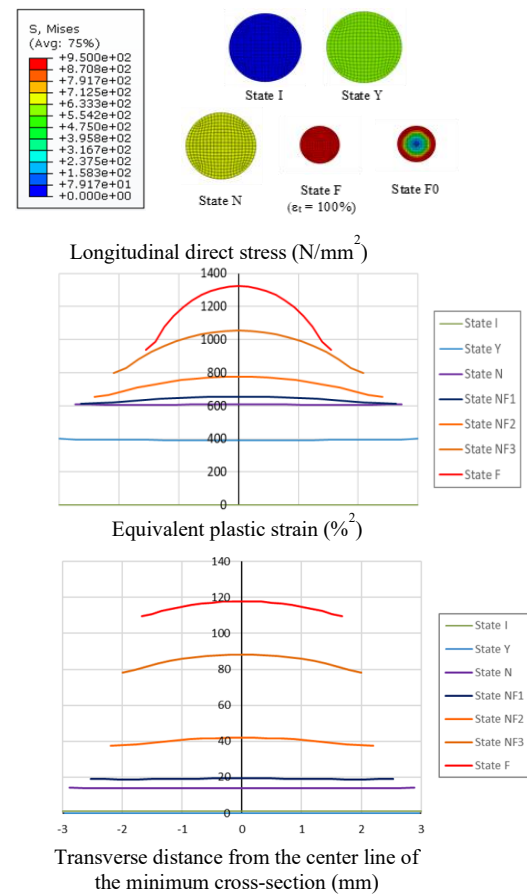 S, Mises
(Avg: 75%)
+9.500e+02
+8.708e+02
+7.917e+02
+7.125e+02
+6.333e+02
+5.542e+02
+4.750e+02
+3.958e+02
+3.167e+02
+2.375e+02
+1.583e+02
+7.917e+01
+0.000e+00
State I
State Y
State N
State F
(εt = 100%)
State F0
Longitudinal direct stress (N/mm²)
1400
1200
1000
800
600
400
200
0
State I
State Y
State N
State NF1
State NF2
State NF3
State F
Equivalent plastic strain (%²)
140
120
100
80
60
40
20
0
-3
-2
-1
0
1
2
3
State I
State Y
State N
State NF1
State NF2
State NF3
State F
Transverse distance from the center line of
the minimum cross-section (mm)